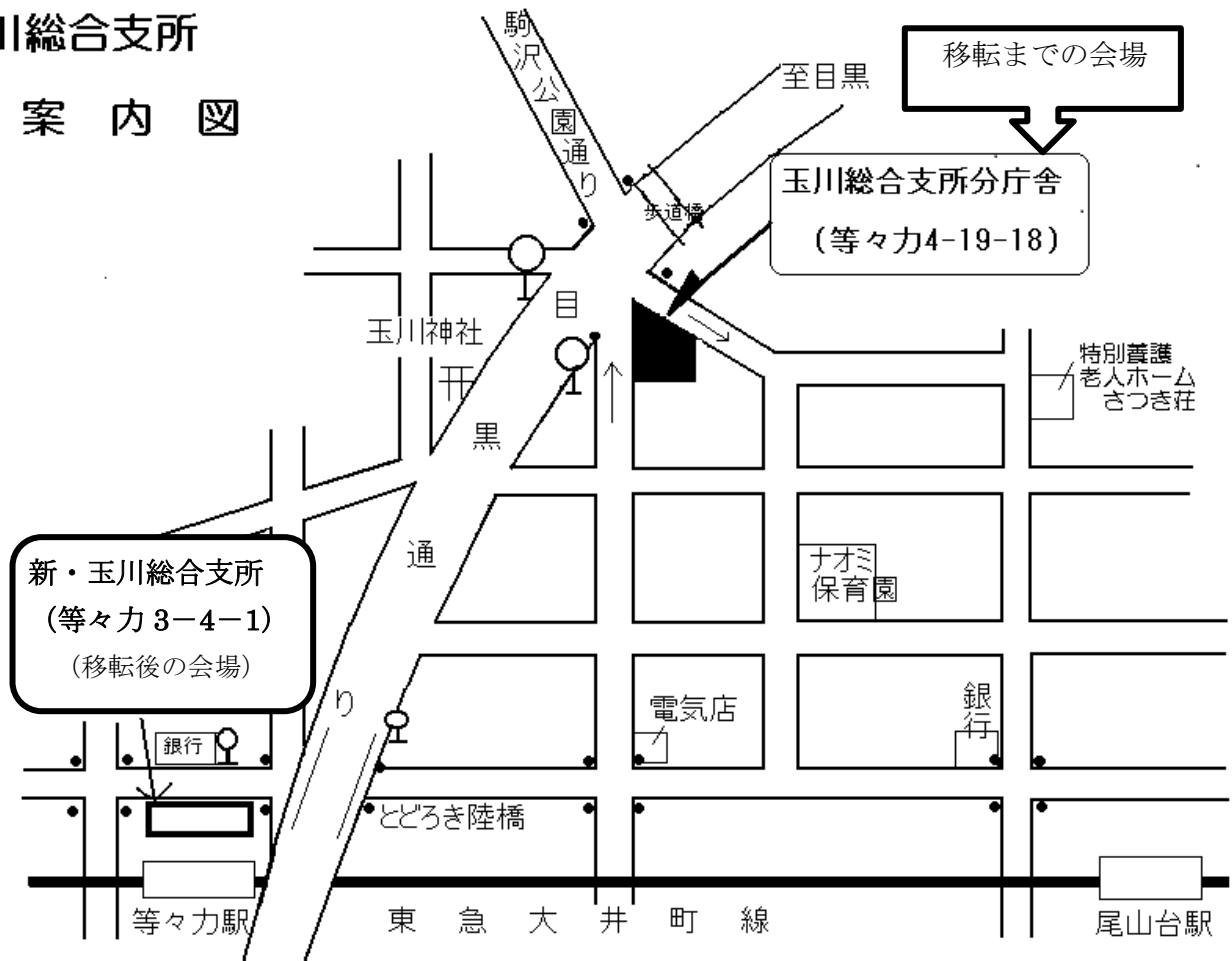 川総合支所
案内図
駒沢公園通り
至目黒
移転までの会場
歩道橋
玉川総合支所分庁舎
(等々力4-19-18)
玉川神社
目黒通り
特別養護
老人ホーム
さつき荘
新・玉川総合支所
(等々力3−4−1)
(移転後の会場)
ナオミ
保育園
電気店
銀行
銀行
とどろき陸橋
等々力駅
東急大井町線
尾山台駅